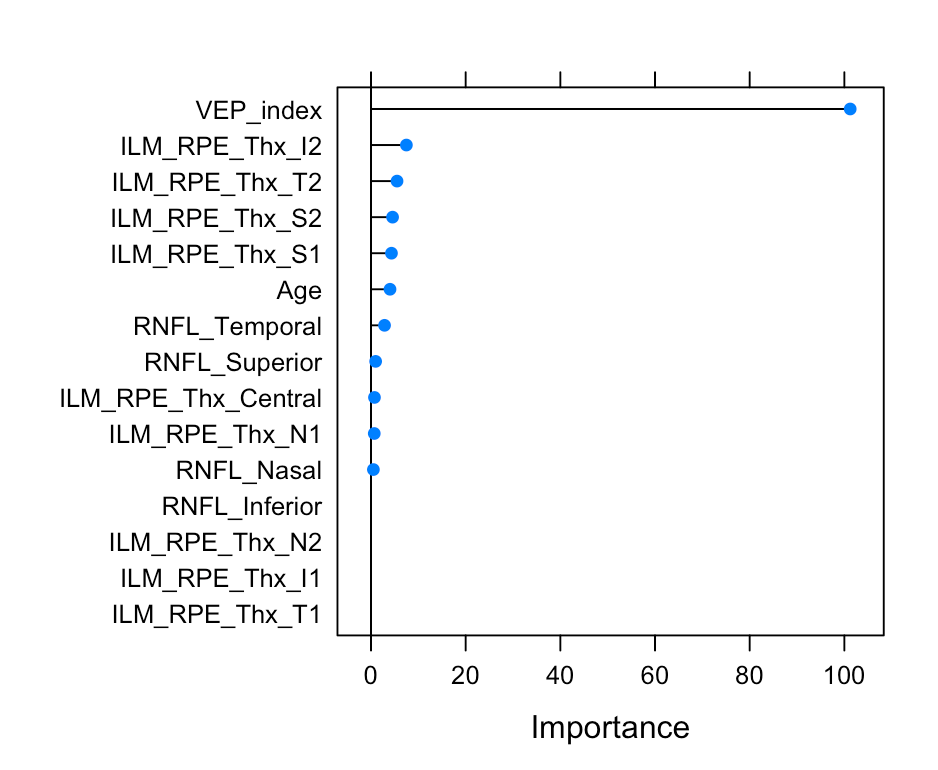 VEP_index
ILM_RPE_Thx_I2
ILM_RPE_Thx_T2
ILM_RPE_Thx_S2
ILM_RPE_Thx_S1
Age
RNFL_Temporal
RNFL_Superior
ILM_RPE_Thx_Central
ILM_RPE_Thx_N1
RNFL_Nasal
RNFL_Inferior
ILM_RPE_Thx_N2
ILM_RPE_Thx_I1
ILM_RPE_Thx_T1
0 20 40 60 80 100
Importance